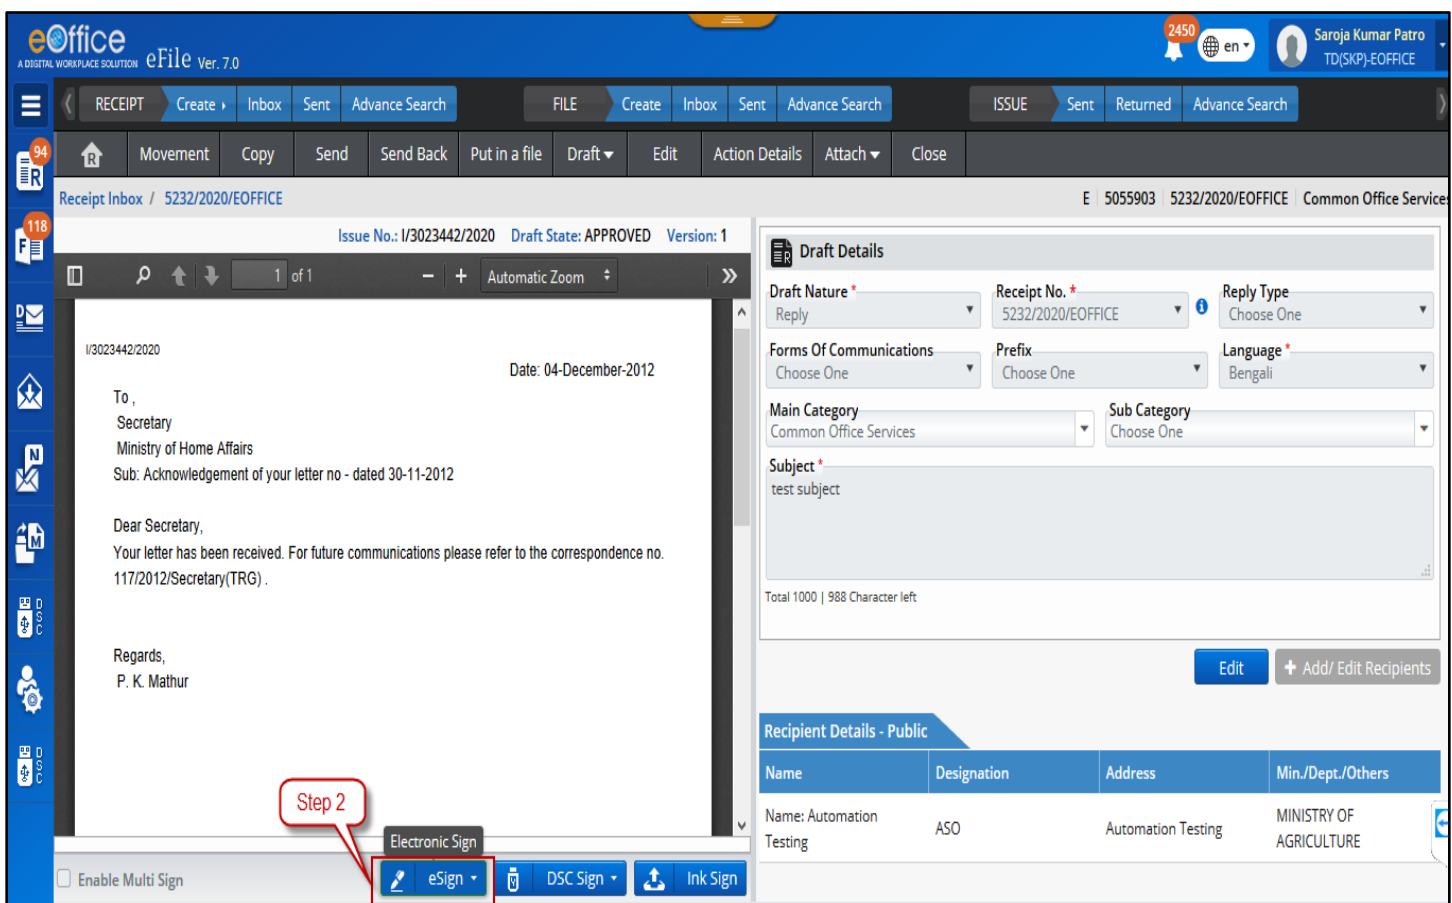 eOffice
A DIGITAL WORKPLACE SOLUTION eFile Ver. 7.0
2450
en
Saroja Kumar Patro
TD(SKP)-EOFFICE
RECEIPT Create Inbox Sent Advance Search FILE Create Inbox Sent Advance Search ISSUE Sent Returned Advance Search
94
R
R Movement Copy Send Send Back Put in a file Draft Edit Action Details Attach Close
Receipt Inbox / 5232/2020/EOFFICE E 5055903 5232/2020/EOFFICE Common Office Services
118
F
Issue No.: I/3023442/2020 Draft State: APPROVED Version: 1
1 of 1 − + Automatic Zoom
D
N
M
DSC
DSC
I/3023442/2020
Date: 04-December-2012
To ,
Secretary
Ministry of Home Affairs
Sub: Acknowledgement of your letter no - dated 30-11-2012
Dear Secretary,
Your letter has been received. For future communications please refer to the correspondence no.
117/2012/Secretary(TRG) .
Regards,
P. K. Mathur
Step 2
Electronic Sign
Enable Multi Sign eSign DSC Sign Ink Sign
R Draft Details
Draft Nature * Receipt No. * Reply Type
Reply 5232/2020/EOFFICE Choose One
Forms Of Communications Prefix Language *
Choose One Choose One Bengali
Main Category Sub Category
Common Office Services Choose One
Subject *
test subject
Total 1000 | 988 Character left
Edit + Add/ Edit Recipients
Recipient Details - Public
Name Designation Address Min./Dept./Others
Name: Automation Testing ASO Automation Testing MINISTRY OF AGRICULTURE